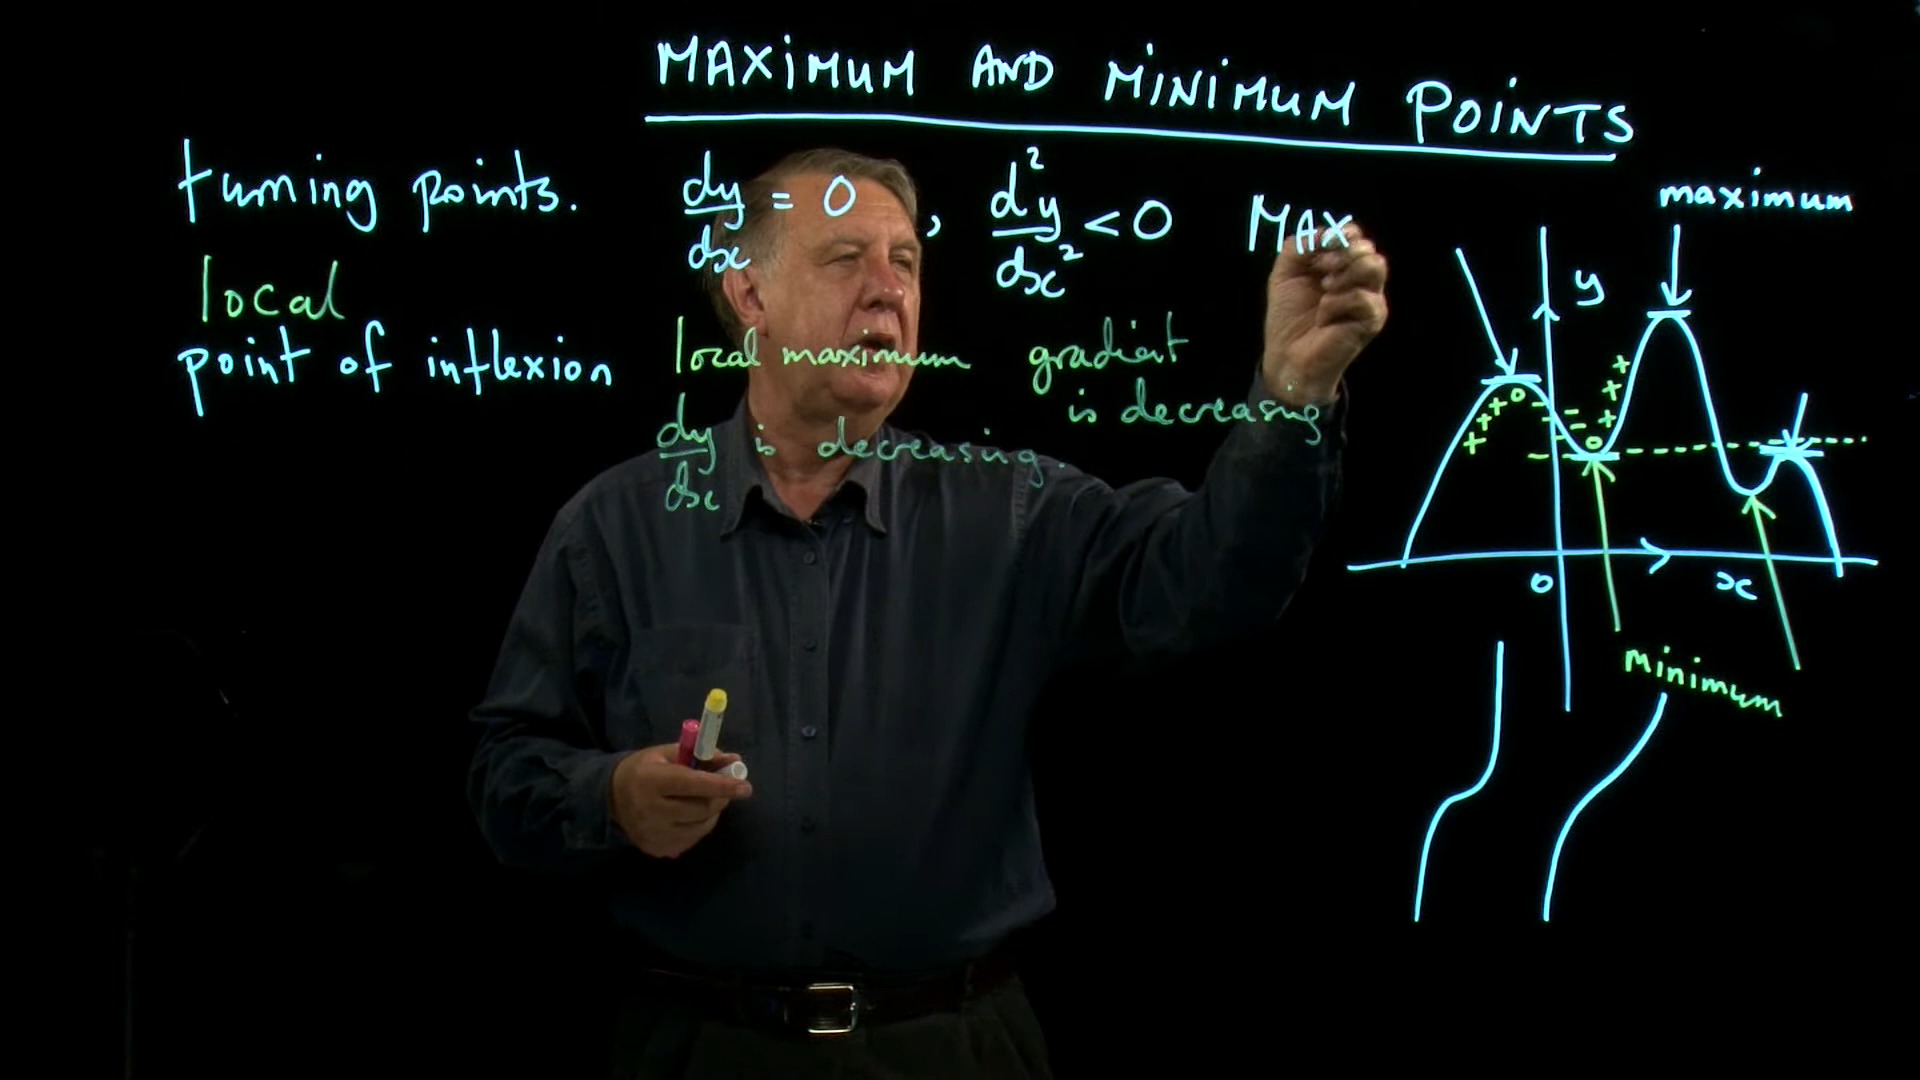 MAXIMUM AND MINIMUM POINTS
turning points.
local
point of inflexion
dy/dx = 0 , d²y/dx² < 0 MAX
local maximum gradient
is decreasing
dy/dx is decreasing.
maximum
y
+ + + o - - - - o + + +
0 x
minimum